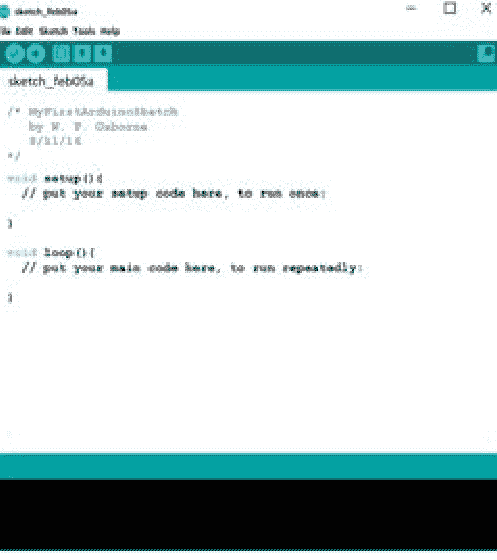 sketch_feb05a
File Edit Sketch Tools Help
sketch_feb05a
/* MyFirstArduinoSketch
by W. P. Osborne
*/
void setup(){
// put your setup code here, to run once:
}
void loop(){
// put your main code here, to run repeatedly:
}